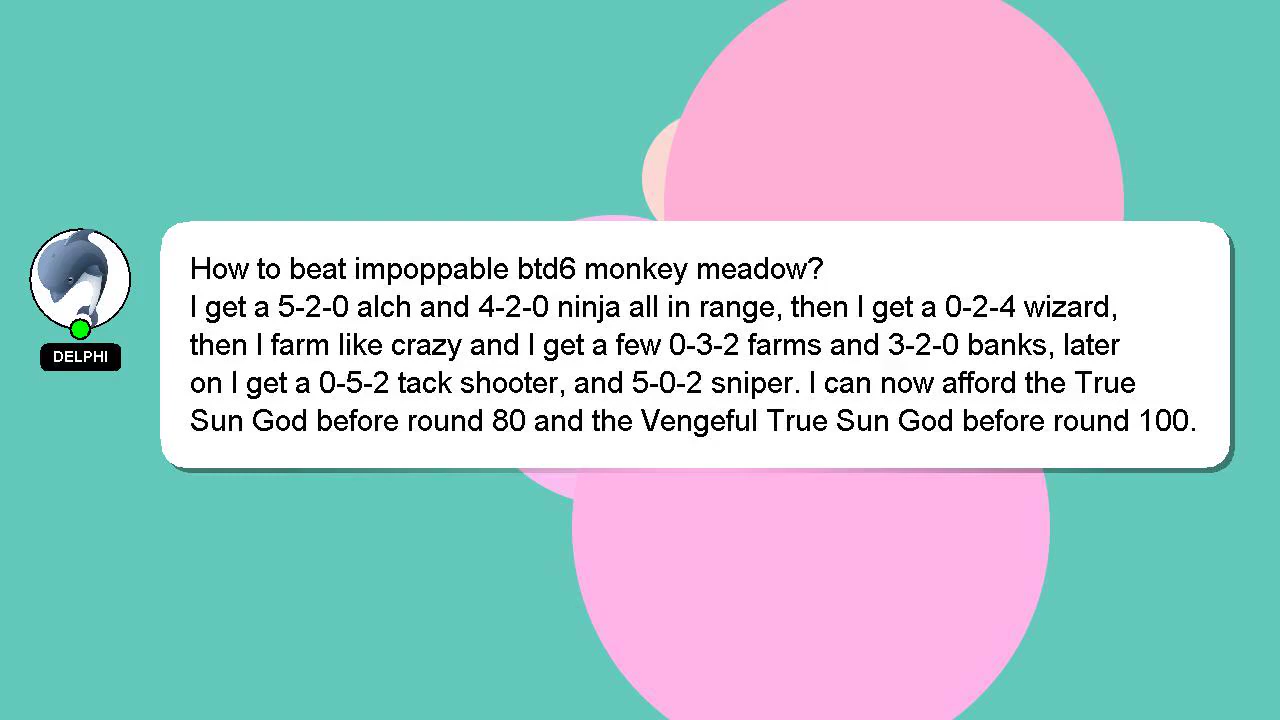 How to beat impoppable btd6 monkey meadow?
I get a 5-2-0 alch and 4-2-0 ninja all in range, then I get a 0-2-4 wizard,
then I farm like crazy and I get a few 0-3-2 farms and 3-2-0 banks, later
on I get a 0-5-2 tack shooter, and 5-0-2 sniper. I can now afford the True
Sun God before round 80 and the Vengeful True Sun God before round 100.
DELPHI